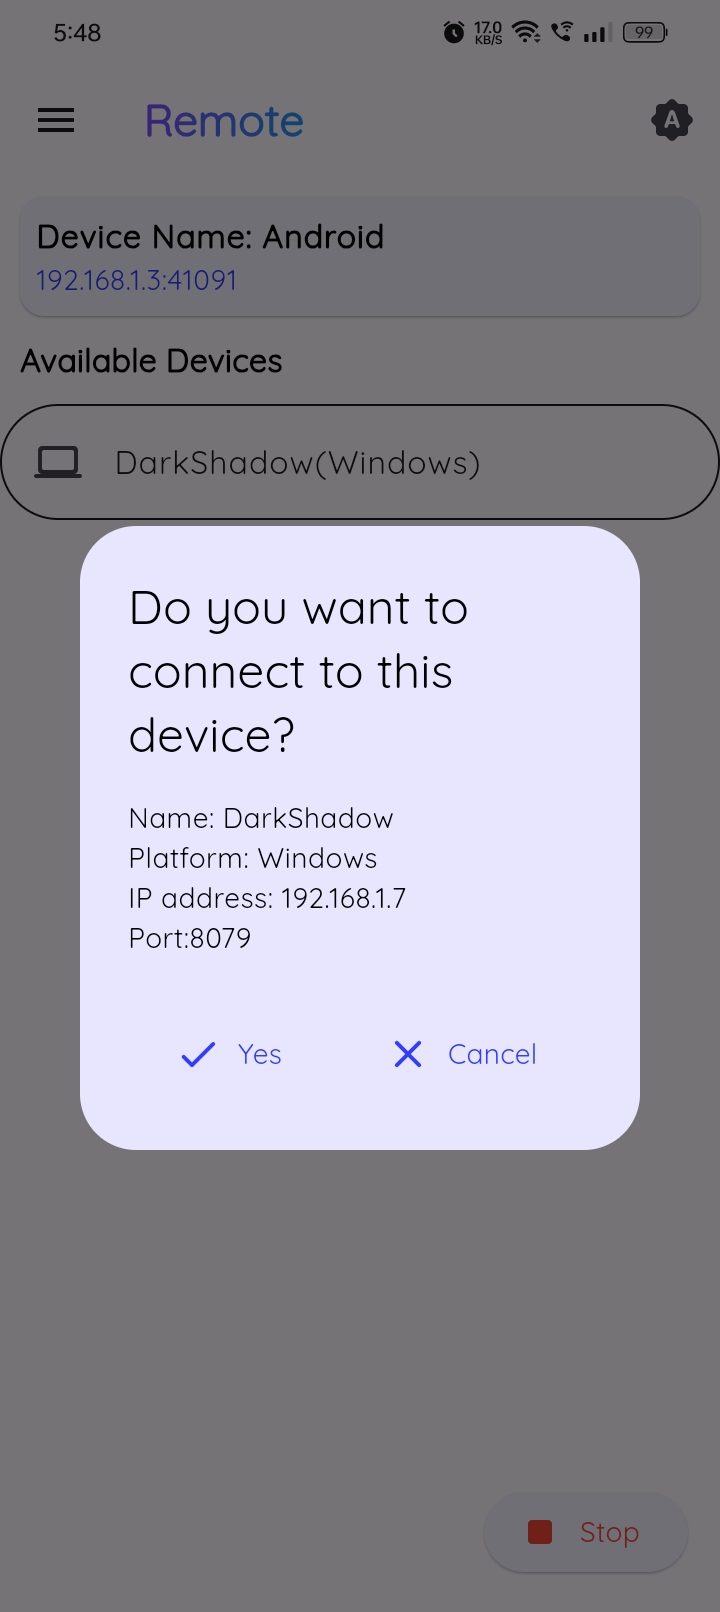 5:48
17.0
KB/S
99
Remote
A
Device Name: Android
192.168.1.3:41091
Available Devices
DarkShadow(Windows)
Do you want to
connect to this
device?
Name: DarkShadow
Platform: Windows
IP address: 192.168.1.7
Port:8079
Yes
Cancel
Stop